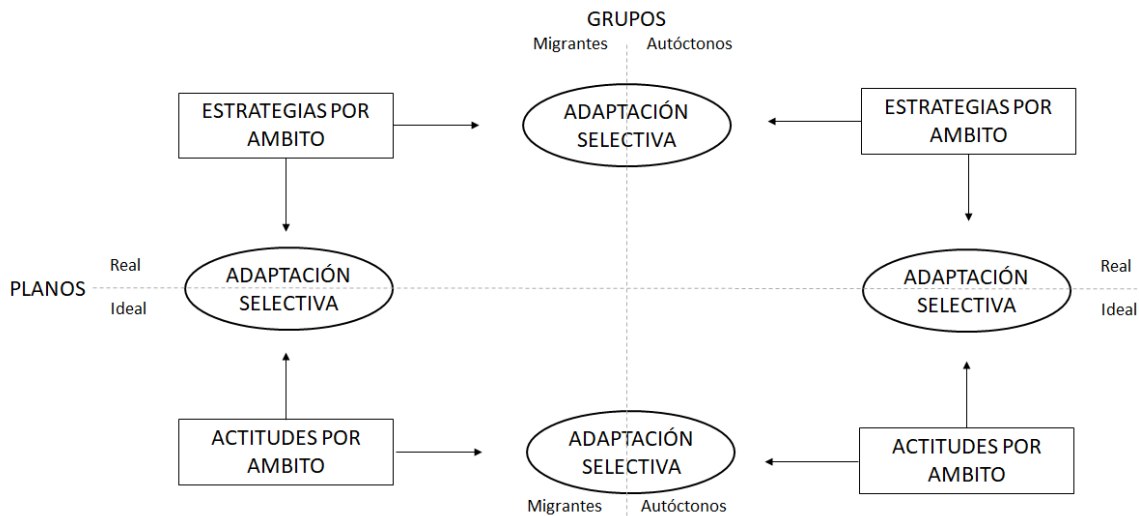 GRUPOS
Migrantes Autóctonos
ESTRATEGIAS POR
AMBITO
ADAPTACIÓN
SELECTIVA
ESTRATEGIAS POR
AMBITO
PLANOS
Real
Ideal
ADAPTACIÓN
SELECTIVA
ADAPTACIÓN
SELECTIVA
Real
Ideal
ACTITUDES POR
AMBITO
ADAPTACIÓN
SELECTIVA
ACTITUDES POR
AMBITO
Migrantes Autóctonos